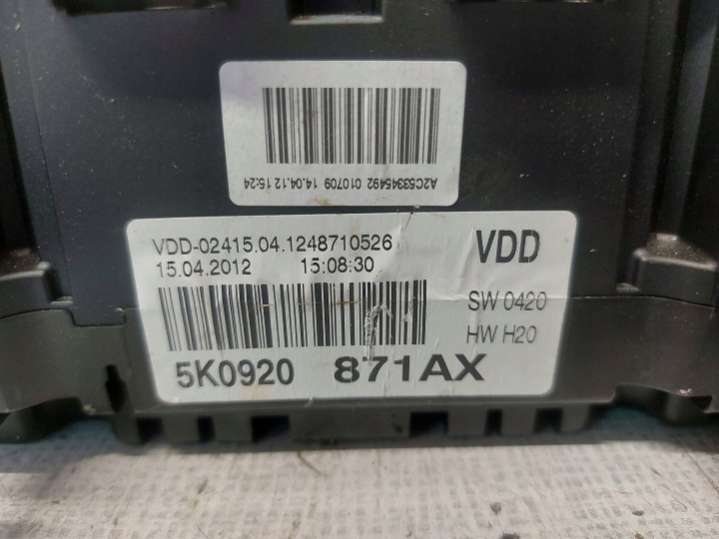 A2C53345492 010709 14.04.12 15:24
VDD-02415.04.1248710526
15.04.2012 15:08:30
VDD
SW 0420
HW H20
5K0920 871AX